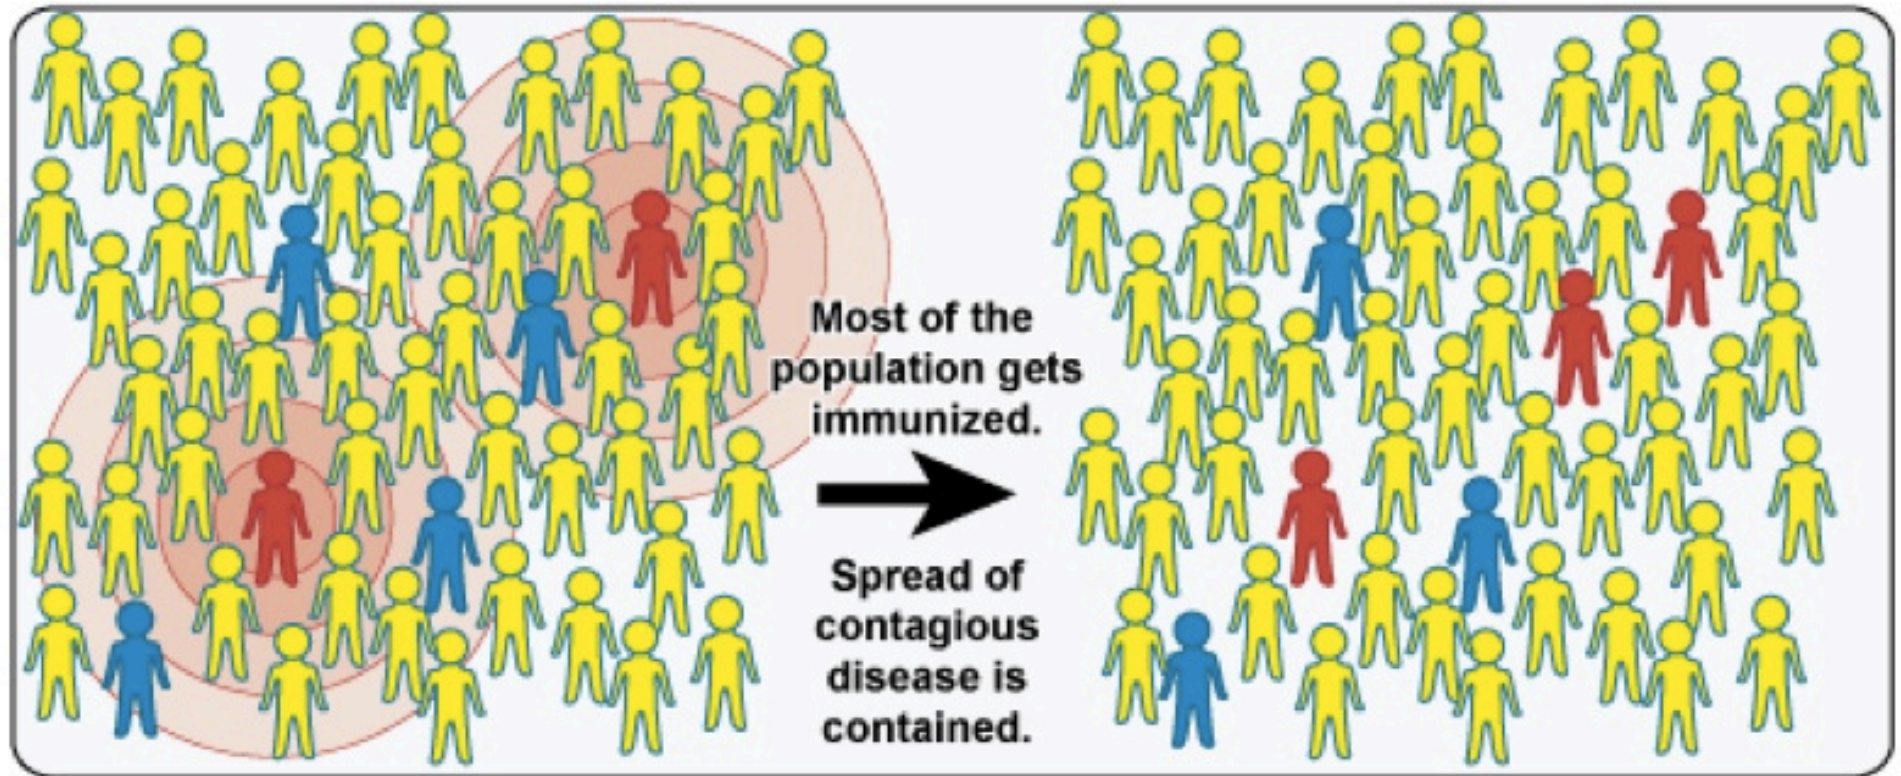 Most of the
population gets
immunized.
Spread of
contagious
disease is
contained.